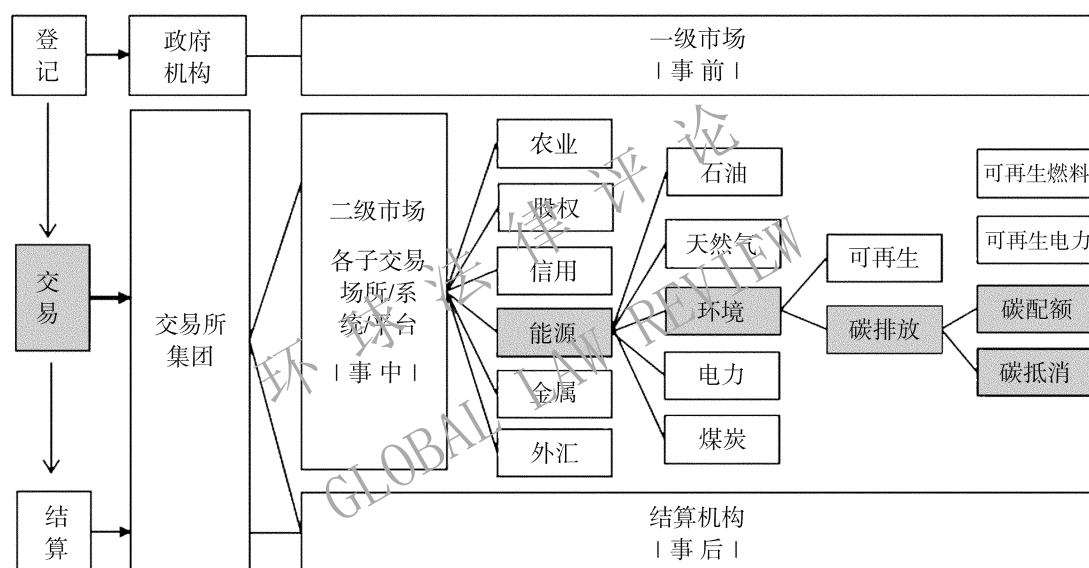 登
记
政府
机构
一级市场
| 事 前 |
交
易
交易所
集团
二级市场
各子交易
场所/系
统/平台
| 事 中 |
农业
股权
信用
能源
金属
外汇
石油
天然气
环境
电力
煤炭
可再生
碳排放
可再生燃料
可再生电力
碳配额
碳抵消
结
算
结算机构
| 事 后 |
环球法律评论
GLOBAL LAW REVIEW